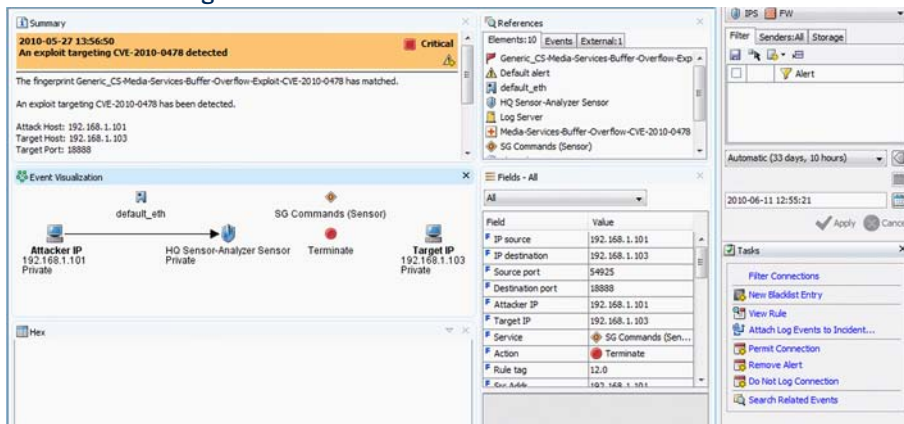 Summary
2010-05-27 13:56:50
An exploit targeting CVE-2010-0478 detected
Critical
The fingerprint Generic_CS-Media-Services-Buffer-Overflow-Exploit-CVE-2010-0478 has matched.
An exploit targeting CVE-2010-0478 has been detected.
Attack Host: 192.168.1.101
Target Host: 192.168.1.103
Target Port: 18888
Event Visualization
default_eth
SG Commands (Sensor)
Attacker IP
192.168.1.101
Private
HQ Sensor-Analyzer Sensor
Private
Terminate
Target IP
192.168.1.103
Private
Hex
References
Elements:10 Events External:1
Generic_CS-Media-Services-Buffer-Overflow-Exp
Default alert
default_eth
HQ Sensor-Analyzer Sensor
Log Server
Media-Services-Buffer-Overflow-CVE-2010-0478
SG Commands (Sensor)
Fields - All
All
Field Value
IP source 192.168.1.101
IP destination 192.168.1.103
Source port 54925
Destination port 18888
Attacker IP 192.168.1.101
Target IP 192.168.1.103
Service SG Commands (Sen...
Action Terminate
Rule tag 12.0
Src Addr 192.168.1.101
IPS FW
Filter Senders:All Storage
Alert
Automatic (33 days, 10 hours)
2010-06-11 12:55:21
Apply Cance
Tasks
Filter Connections
New Blacklist Entry
View Rule
Attach Log Events to Incident...
Permit Connection
Remove Alert
Do Not Log Connection
Search Related Events